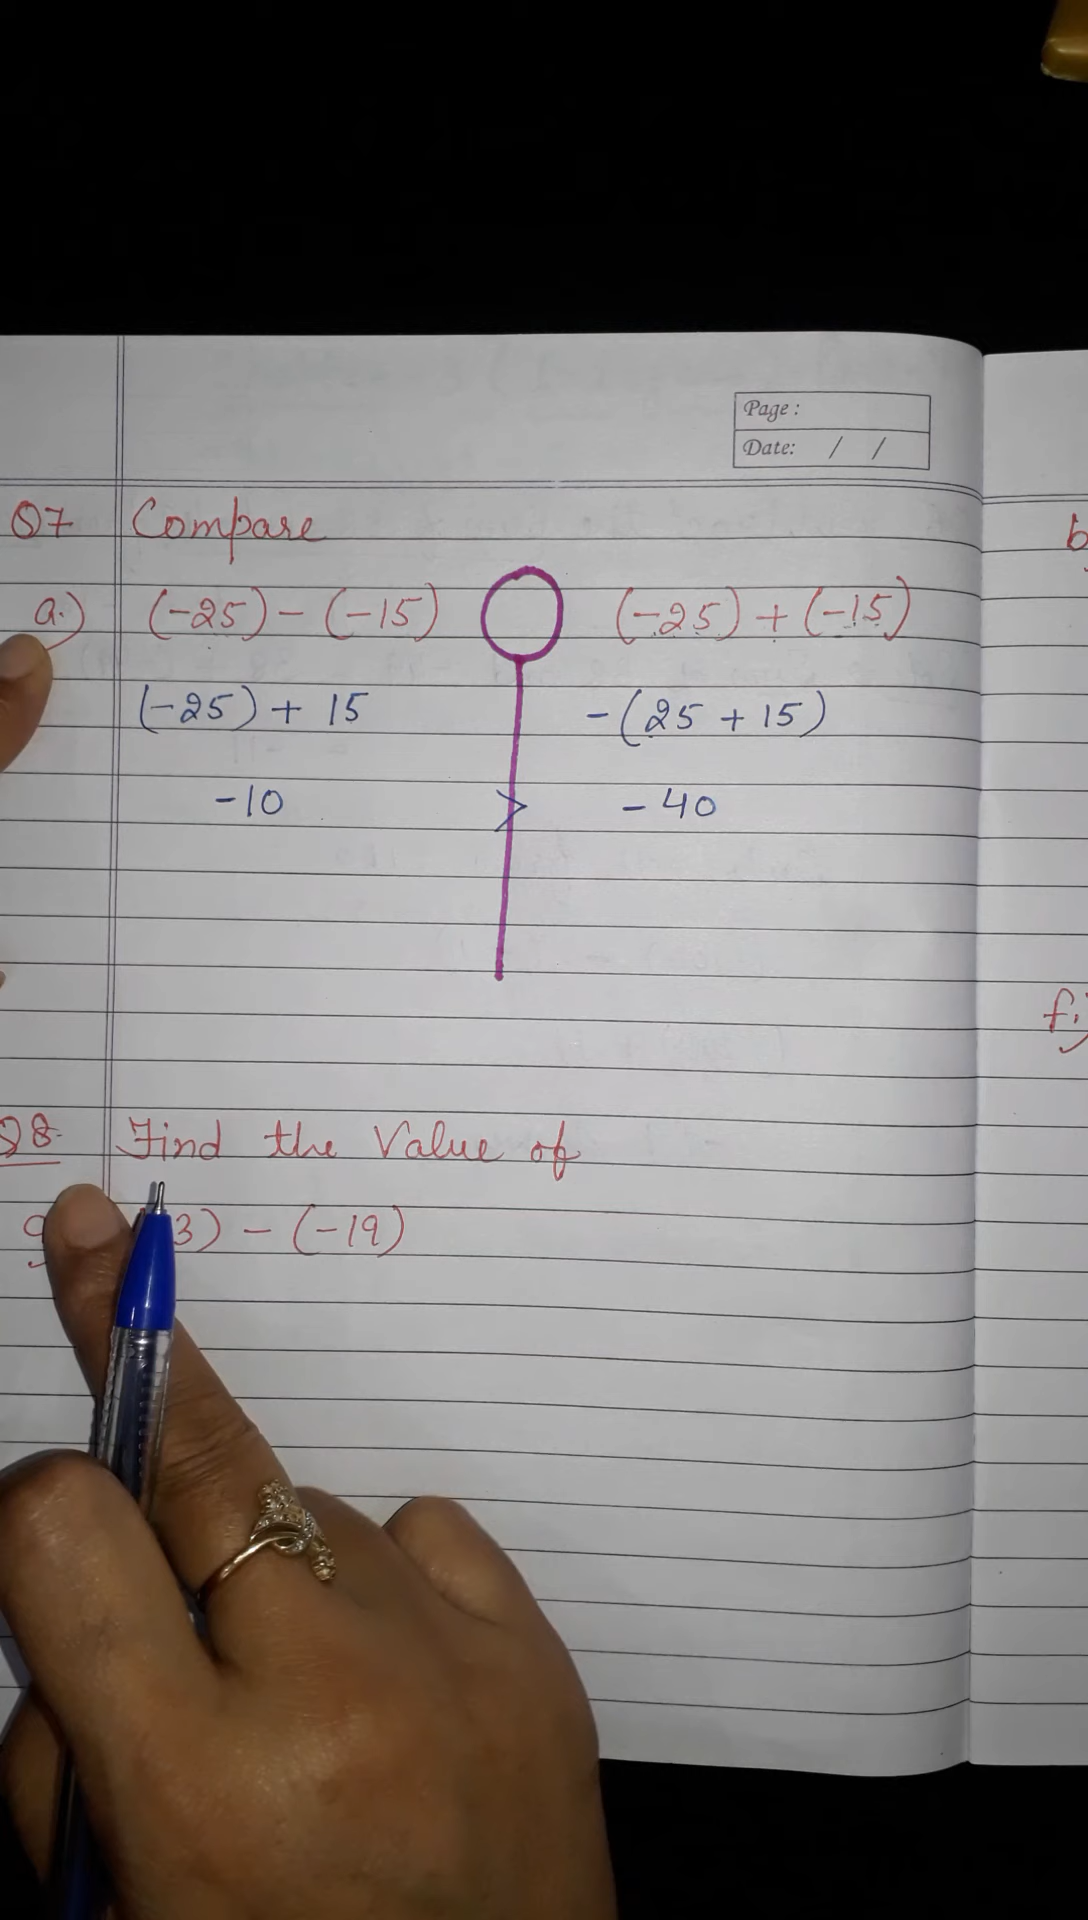 Page :
Date: / /
Q7 Compare
a.) (-25) - (-15) (-25) + (-15)
(-25) + 15 -(25 + 15)
-10 > -40
Q8. Find the Value of
3) - (-19)